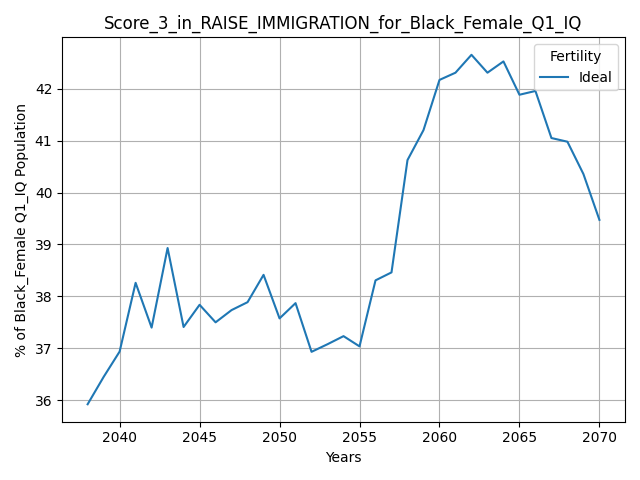 Score_3_in_RAISE_IMMIGRATION_for_Black_Female_Q1_IQ
Fertility
Ideal
% of Black_Female Q1_IQ Population
42
41
40
39
38
37
36
2040
2045
2050
2055
2060
2065
2070
Years